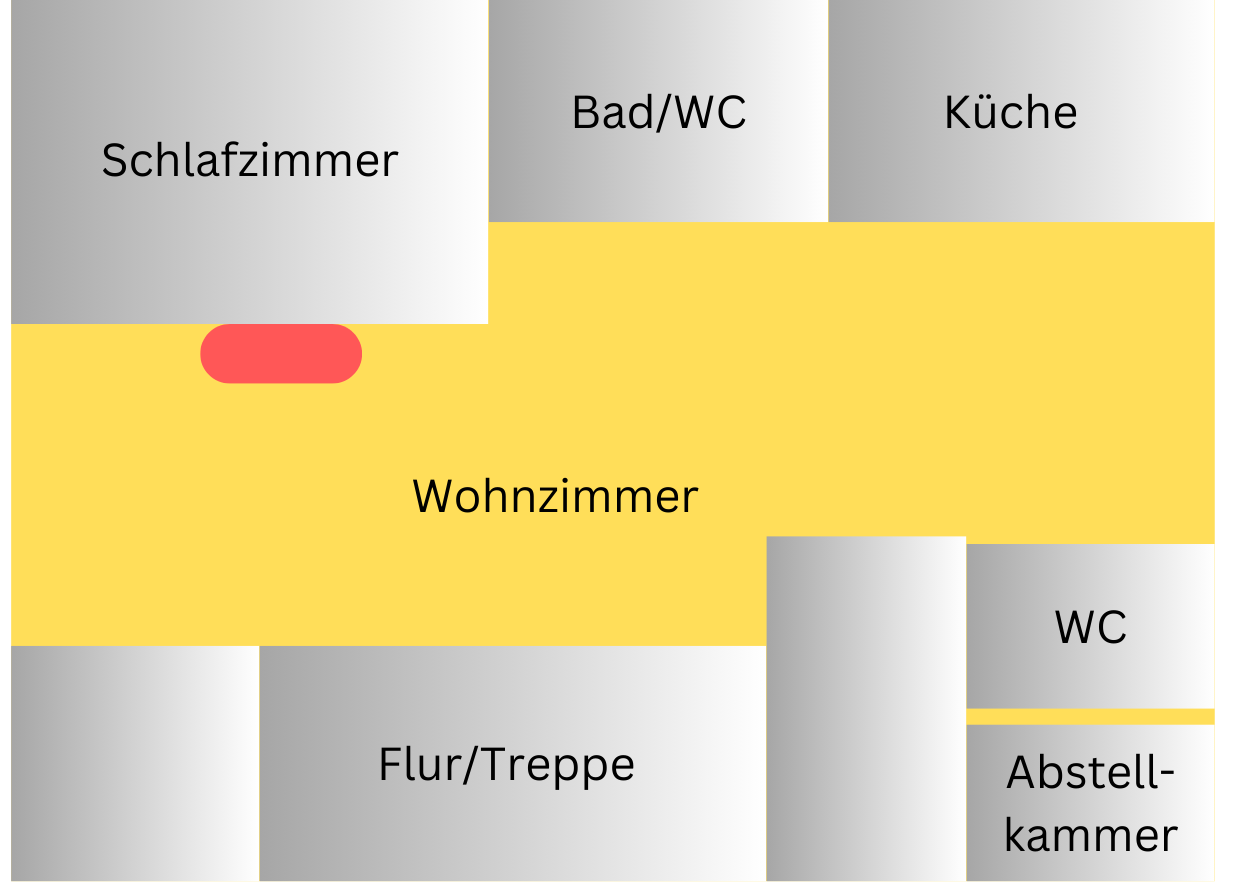 Schlafzimmer
Bad/WC
Küche
Wohnzimmer
WC
Flur/Treppe
Abstell-
kammer